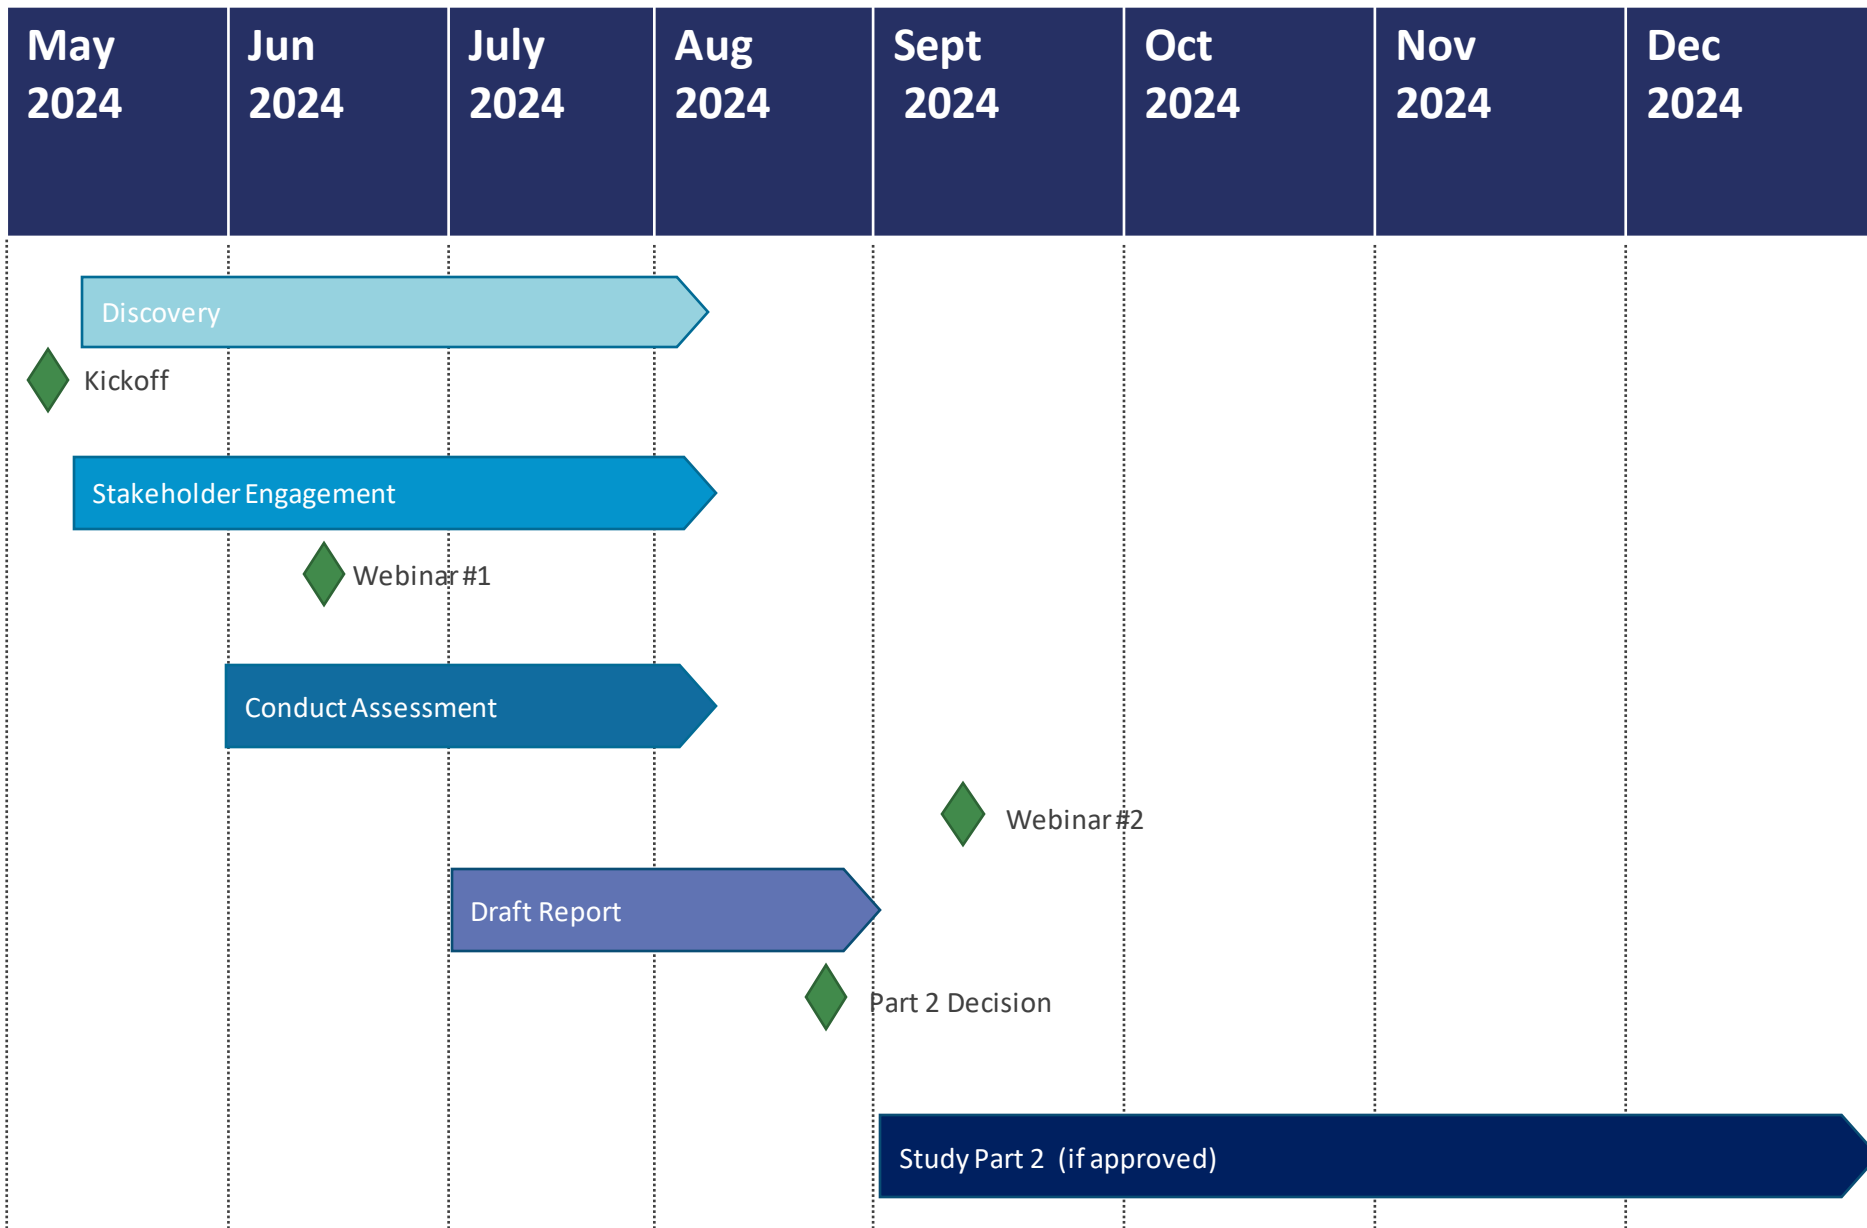 May
2024
Jun
2024
July
2024
Aug
2024
Sept
2024
Oct
2024
Nov
2024
Dec
2024
Discovery
Kickoff
Stakeholder Engagement
Webinar #1
Conduct Assessment
Webinar #2
Draft Report
Part 2 Decision
Study Part 2 (if approved)